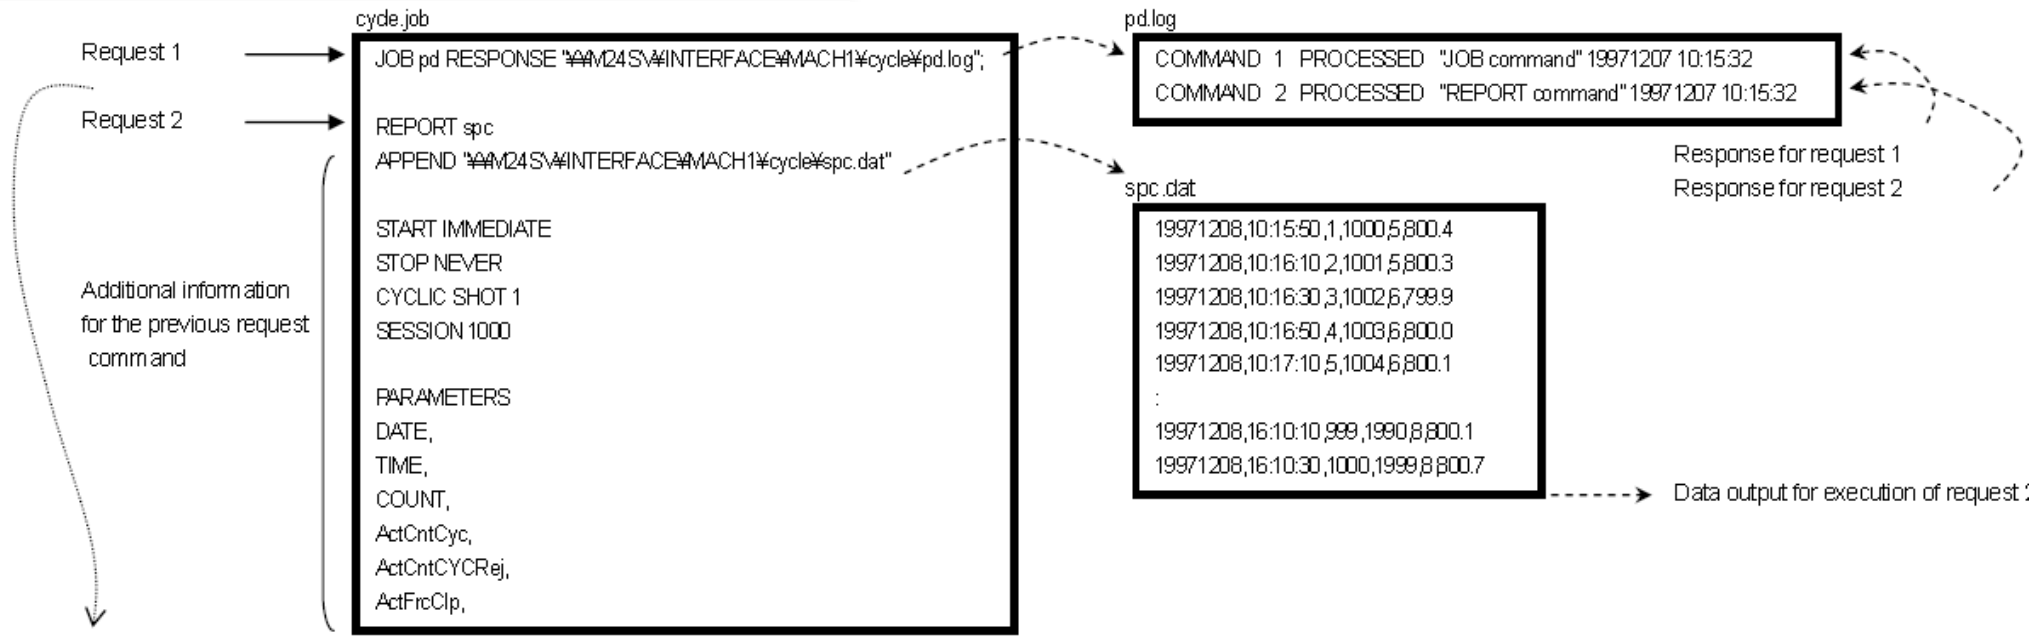 cycle.job
Request 1
JOB pd RESPONSE "¥¥M24SV¥INTERFACE¥MACH1¥cycle¥pd.log";
Request 2
REPORT spc
APPEND "¥¥M24SV¥INTERFACE¥MACH1¥cycle¥spc.dat"
START IMMEDIATE
STOP NEVER
CYCLIC SHOT 1
SESSION 1000
Additional information
for the previous request
command
PARAMETERS
DATE,
TIME,
COUNT,
ActCntCyc,
ActCntCYCRej,
ActFrcClp,
pd.log
COMMAND 1 PROCESSED "JOB command" 19971207 10:15:32
COMMAND 2 PROCESSED "REPORT command" 19971207 10:15:32
Response for request 1
Response for request 2
spc.dat
19971208,10:15:50,1,1000,5,800.4
19971208,10:16:10,2,1001,5,800.3
19971208,10:16:30,3,1002,6,799.9
19971208,10:16:50,4,1003,6,800.0
19971208,10:17:10,5,1004,6,800.1
:
19971208,16:10:10,999,1990,8,800.1
19971208,16:10:30,1000,1999,8,800.7
Data output for execution of request 2